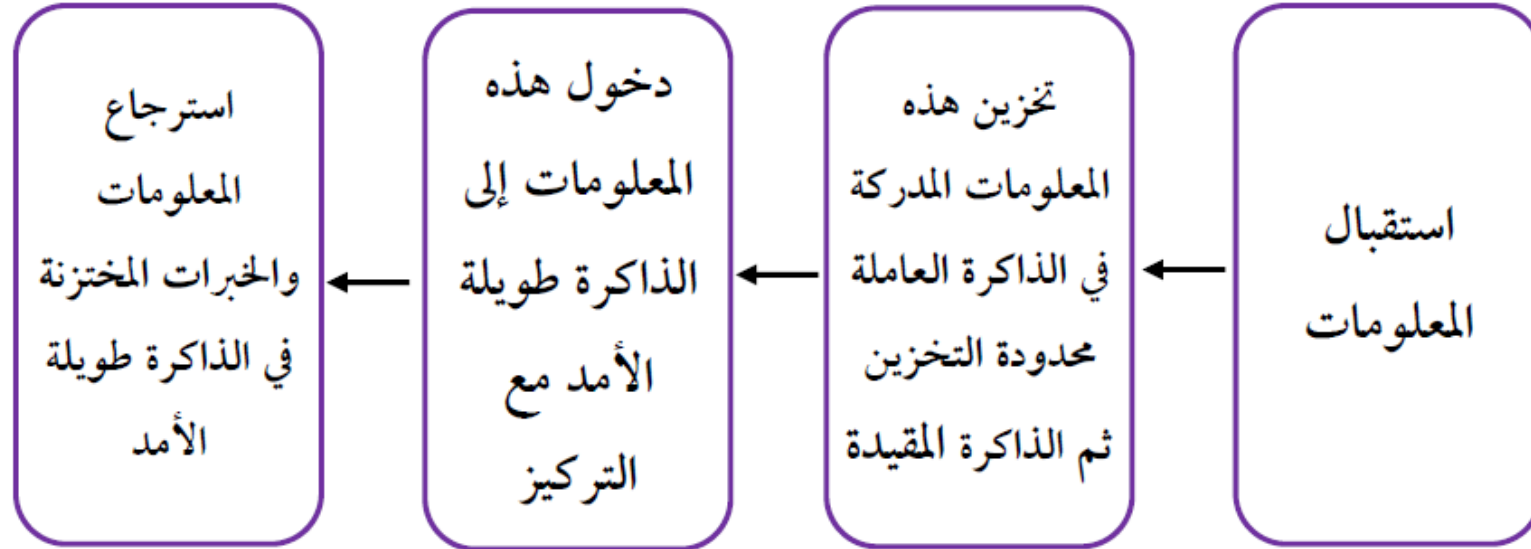 استقبال
المعلومات
تخزين هذه
المعلومات المدركة
في الذاكرة العاملة
محدودة التخزين
ثم الذاكرة المقيدة
دخول هذه
المعلومات إلى
الذاكرة طويلة
الأمد مع
التركيز
استرجاع
المعلومات
والخبرات المختزنة
في الذاكرة طويلة
الأمد